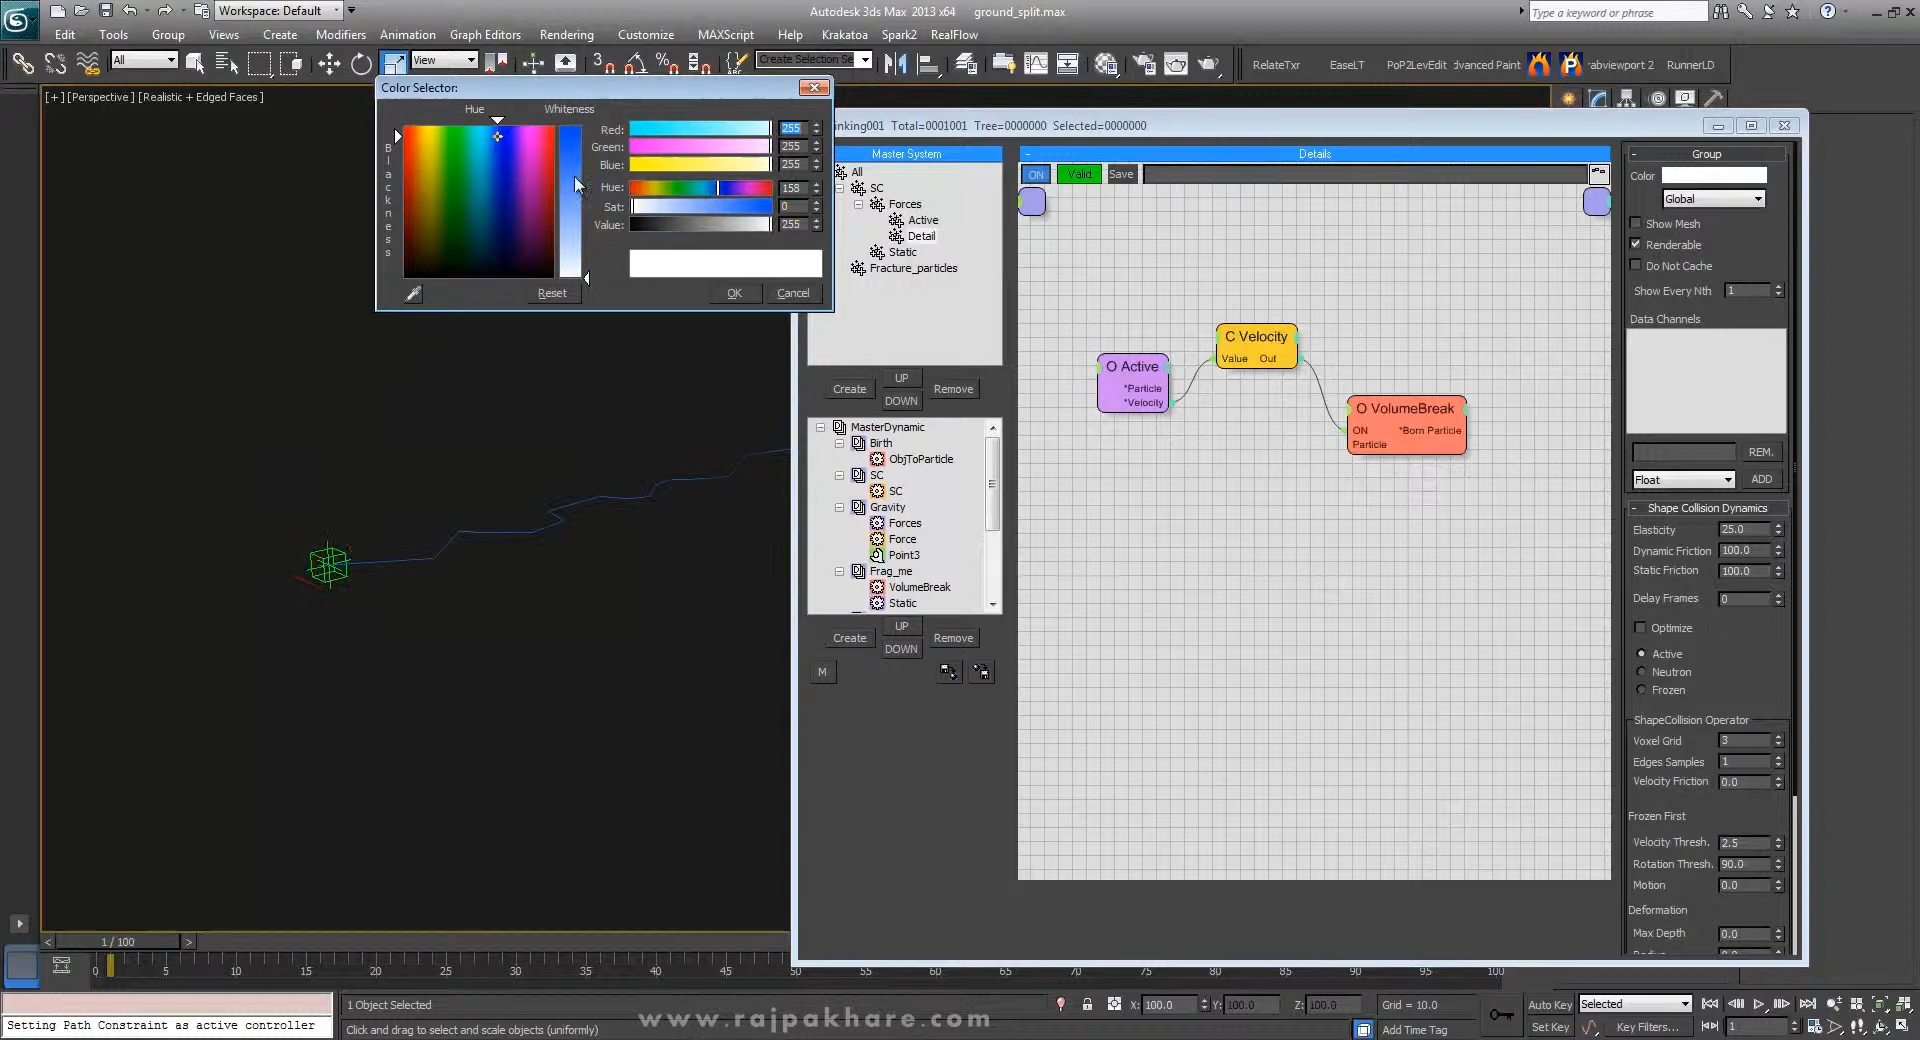 Workspace: Default
Autodesk 3ds Max 2013 x64 ground_split.max
Type a keyword or phrase
Edit Tools Group Views Create Modifiers Animation Graph Editors Rendering Customize MAXScript Help Krakatoa Spark2 RealFlow
All
View
Create Selection Se
RelateTxr EaseLT PoP2LevEdit dvanced Paint rabviewport 2 RunnerLD
[+] [Perspective] [Realistic + Edged Faces]
Color Selector:
Hue Whiteness
Blackness
Red: 255
Green: 255
Blue: 255
Hue: 158
Sat: 0
Value: 255
Reset OK Cancel
inking001 Total=0001001 Tree=0000000 Selected=0000000
Master System
All
SC
Forces
Active
Detail
Static
Fracture_particles
Create UP Remove
DOWN
MasterDynamic
Birth
ObjToParticle
SC
SC
Gravity
Forces
Force
Point3
Frag_me
VolumeBreak
Static
Create UP Remove
DOWN
M
Details
ON Valid Save
O Active
*Particle
*Velocity
C Velocity
Value Out
O VolumeBreak
ON *Born Particle
Particle
Group
Color
Global
Show Mesh
Renderable
Do Not Cache
Show Every Nth 1
Data Channels
REM.
Float ADD
Shape Collision Dynamics
Elasticity 25.0
Dynamic Friction 100.0
Static Friction 100.0
Delay Frames 0
Optimize
Active
Neutron
Frozen
ShapeCollision Operator
Voxel Grid 3
Edges Samples 1
Velocity Friction 0.0
Frozen First
Velocity Thresh. 2.5
Rotation Thresh. 90.0
Motion 0.0
Deformation
Max Depth 0.0
< 1 / 100 >
0 5 10 15 20 25 30 35 40 45 50 55 60 65 70 75 80 85 90 95 100
1 Object Selected
X: 100.0 Y: 100.0 Z: 100.0 Grid = 10.0
Auto Key Selected
Setting Path Constraint as active controller
Click and drag to select and scale objects (uniformly)
www.rajpakhare.com
Add Time Tag
Set Key Key Filters... 1